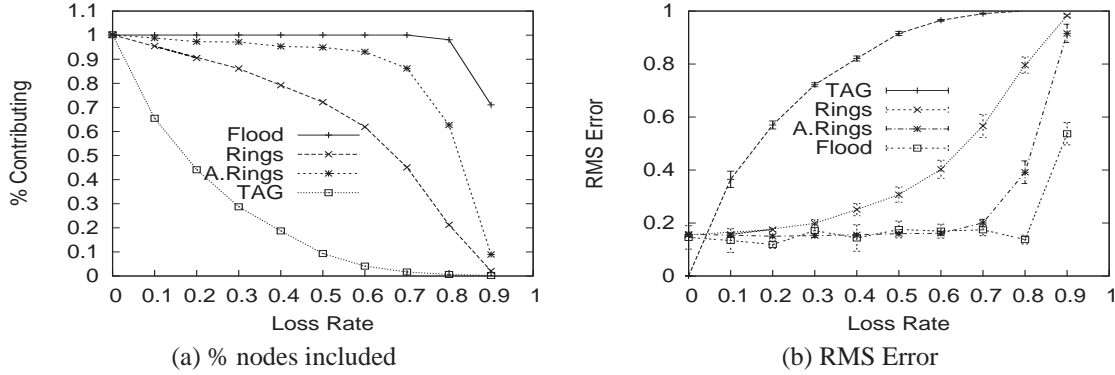 1.1
1
0.9
0.8
0.7
0.6
0.5
0.4
0.3
0.2
0.1
0
% Contributing
Flood
Rings
A.Rings
TAG
0 0.1 0.2 0.3 0.4 0.5 0.6 0.7 0.8 0.9 1
Loss Rate
(a) % nodes included
1
0.8
0.6
0.4
0.2
0
RMS Error
TAG
Rings
A.Rings
Flood
0 0.1 0.2 0.3 0.4 0.5 0.6 0.7 0.8 0.9 1
Loss Rate
(b) RMS Error